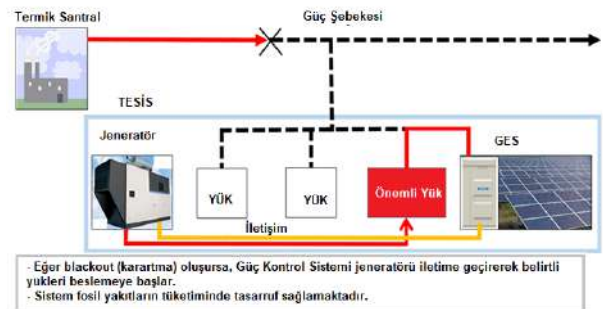 Termik Santral
Güç Şebekesi
TESİS
Jeneratör
GES
YÜK
YÜK
Önemli Yük
İletişim
- Eğer blackout (karartma) oluşursa, Güç Kontrol Sistemi jeneratörü iletime geçirerek belirtli
yükleri beslemeye başlar.
- Sistem fosil yakıtların tüketiminde tasarruf sağlamaktadır.